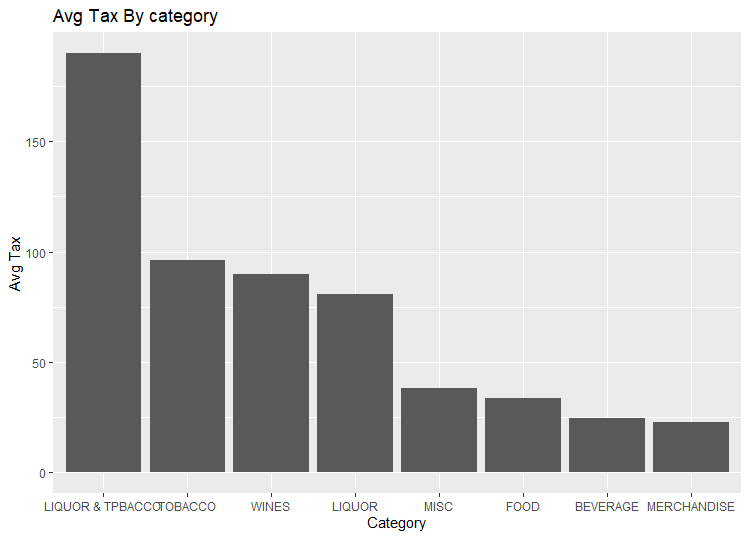 Avg Tax By category
Avg Tax
150
100
50
0
LIQUOR & TPBACCO TOBACCO WINES LIQUOR MISC FOOD BEVERAGE MERCHANDISE
Category